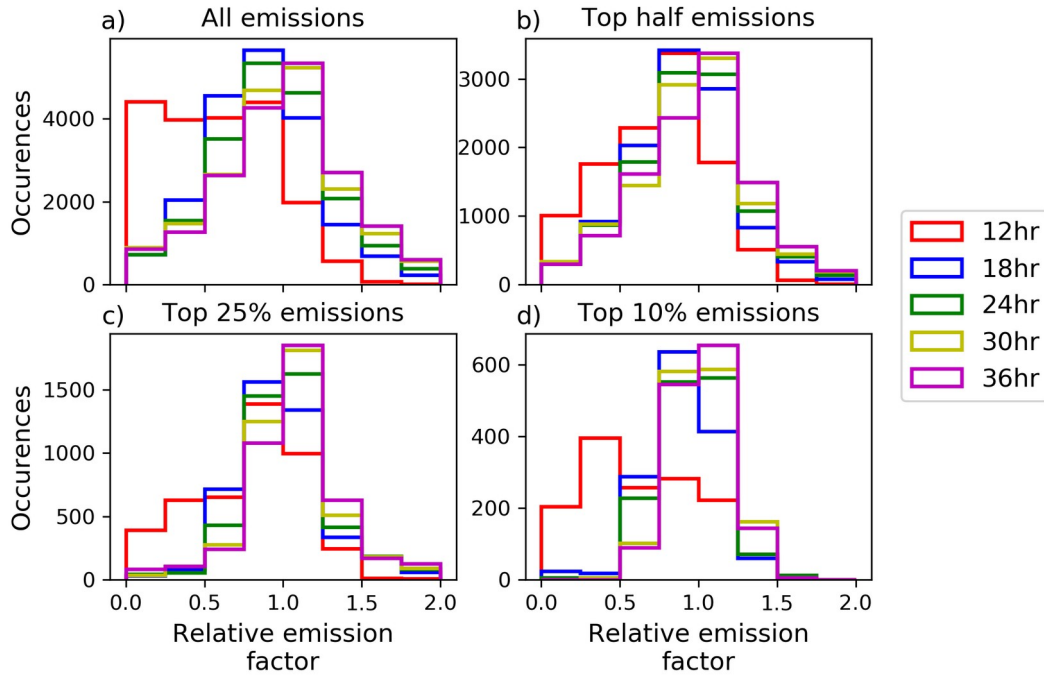 a) All emissions
b) Top half emissions
Occurences
4000
2000
0
3000
2000
1000
0
c) Top 25% emissions
d) Top 10% emissions
Occurences
1500
1000
500
0
600
400
200
0
0.0 0.5 1.0 1.5 2.0
0.0 0.5 1.0 1.5 2.0
Relative emission
factor
Relative emission
factor
12hr
18hr
24hr
30hr
36hr